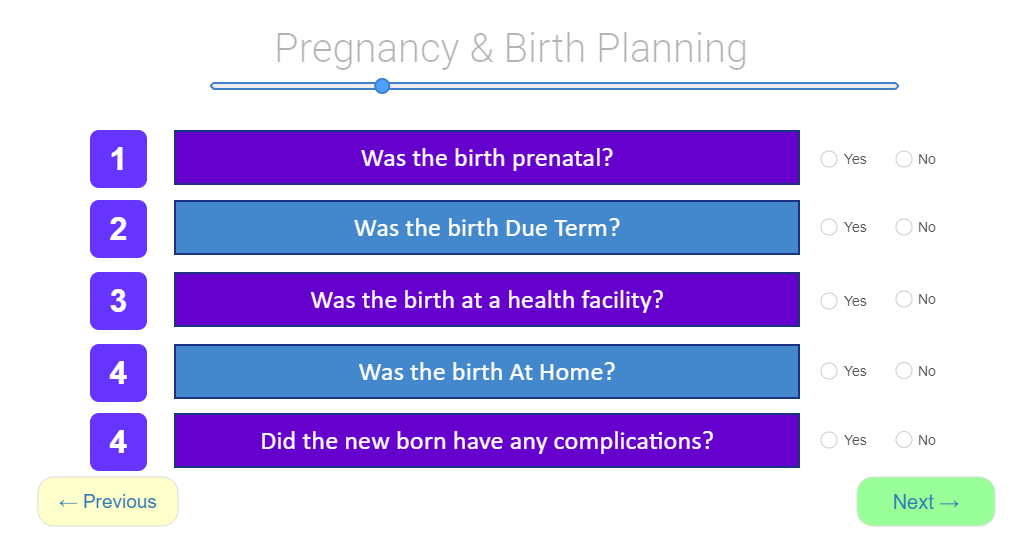 Pregnancy & Birth Planning
1 Was the birth prenatal? Yes No
2 Was the birth Due Term? Yes No
3 Was the birth at a health facility? Yes No
4 Was the birth At Home? Yes No
4 Did the new born have any complications? Yes No
← Previous Next →